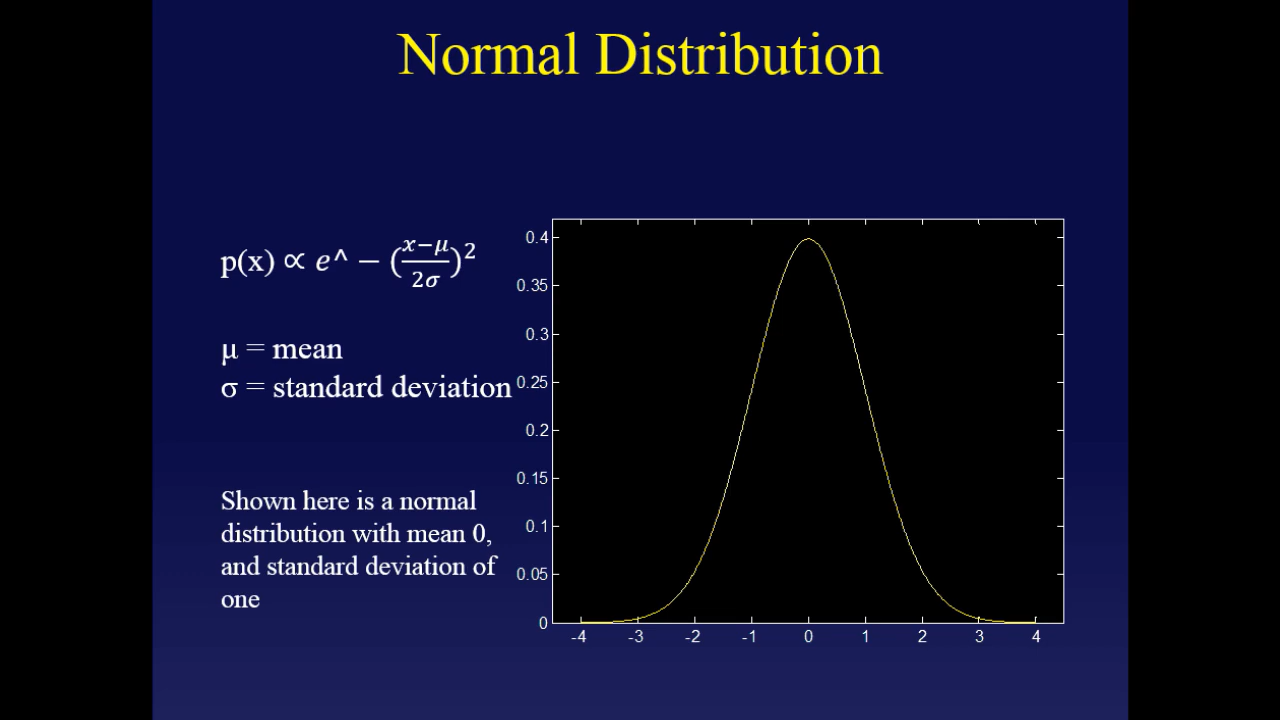 Normal Distribution
p(x) ∝ e^ − (x−μ/2σ)²
μ = mean
σ = standard deviation
Shown here is a normal
distribution with mean 0,
and standard deviation of
one
0.4
0.35
0.3
0.25
0.2
0.15
0.1
0.05
0
-4 -3 -2 -1 0 1 2 3 4